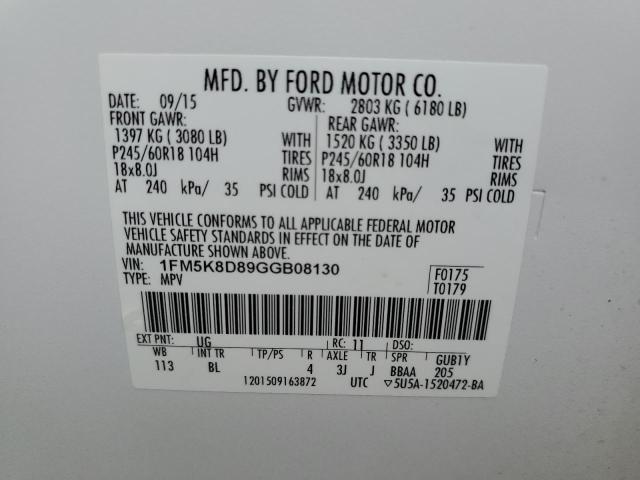 MFD. BY FORD MOTOR CO.
DATE: 09/15 GVWR: 2803 KG ( 6180 LB)
FRONT GAWR: REAR GAWR:
1397 KG ( 3080 LB) WITH 1520 KG ( 3350 LB) WITH
P245/60R18 104H TIRES P245/60R18 104H TIRES
18x8.0J RIMS 18x8.0J RIMS
AT 240 kPa/ 35 PSI COLD AT 240 kPa/ 35 PSI COLD
THIS VEHICLE CONFORMS TO ALL APPLICABLE FEDERAL MOTOR
VEHICLE SAFETY STANDARDS IN EFFECT ON THE DATE OF
MANUFACTURE SHOWN ABOVE.
VIN: 1FM5K8D89GGB08130 F0175
TYPE: MPV T0179
EXT PNT: UG RC: 11 DSO:
WB INT TR TP/PS R AXLE TR SPR GUB1Y
113 BL 4 3J J BBAA 205
1201509163872 UTC ▽5U5A-1520472-BA